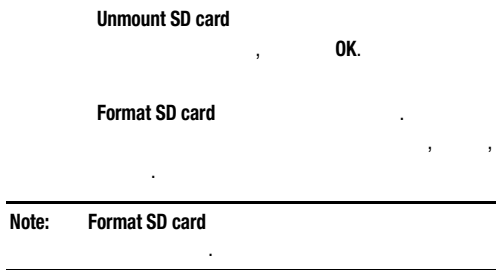 Unmount SD card
, OK.
Format SD card .
, ,
.
Note: Format SD card
.